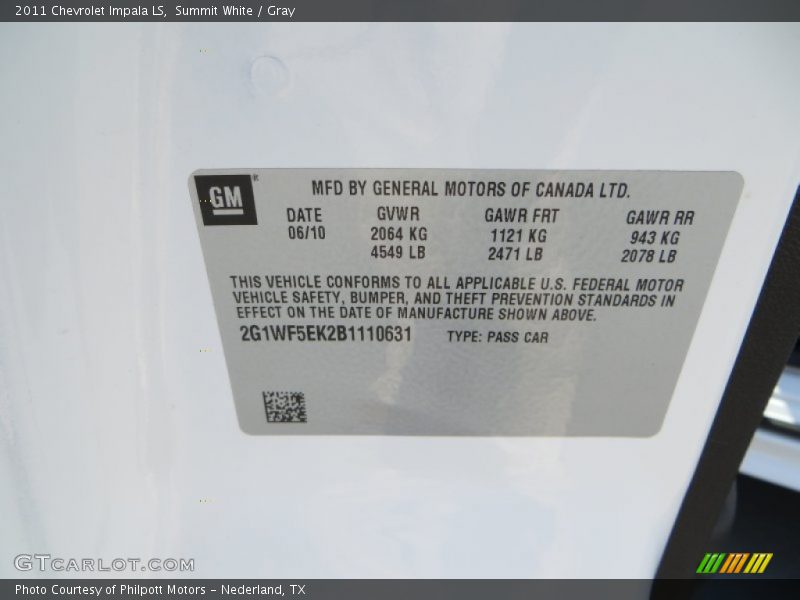 2011 Chevrolet Impala LS, Summit White / Gray
GM® MFD BY GENERAL MOTORS OF CANADA LTD.
DATE GVWR GAWR FRT GAWR RR
06/10 2064 KG 1121 KG 943 KG
4549 LB 2471 LB 2078 LB
THIS VEHICLE CONFORMS TO ALL APPLICABLE U.S. FEDERAL MOTOR
VEHICLE SAFETY, BUMPER, AND THEFT PREVENTION STANDARDS IN
EFFECT ON THE DATE OF MANUFACTURE SHOWN ABOVE.
2G1WF5EK2B1110631 TYPE: PASS CAR
GTCARLOT.COM
Photo Courtesy of Philpott Motors - Nederland, TX